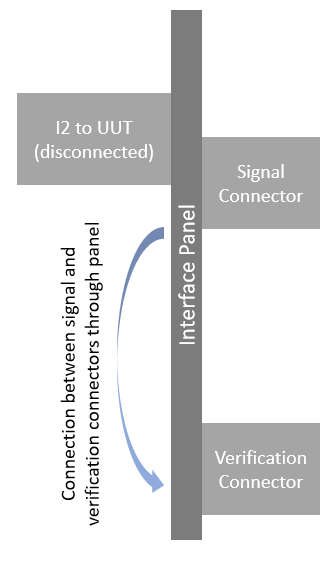 I2 to UUT
(disconnected)
Signal
Connector
Interface Panel
Connection between signal and
verification connectors through panel
Verification
Connector